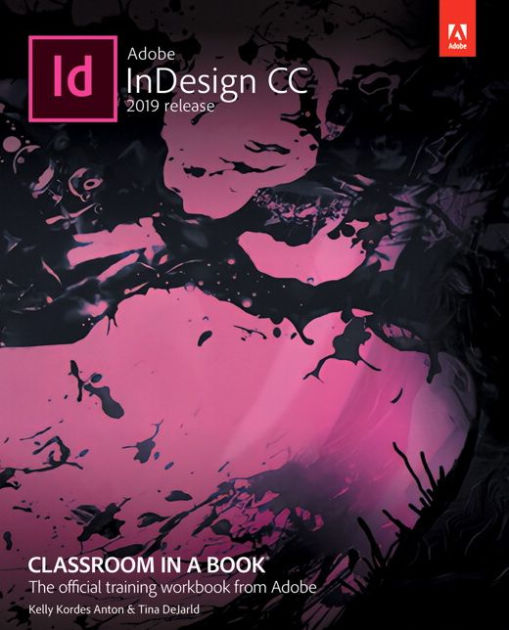 Adobe
Id
Adobe
InDesign CC
2019 release
CLASSROOM IN A BOOK®
The official training workbook from Adobe
Kelly Kordes Anton & Tina DeJarld